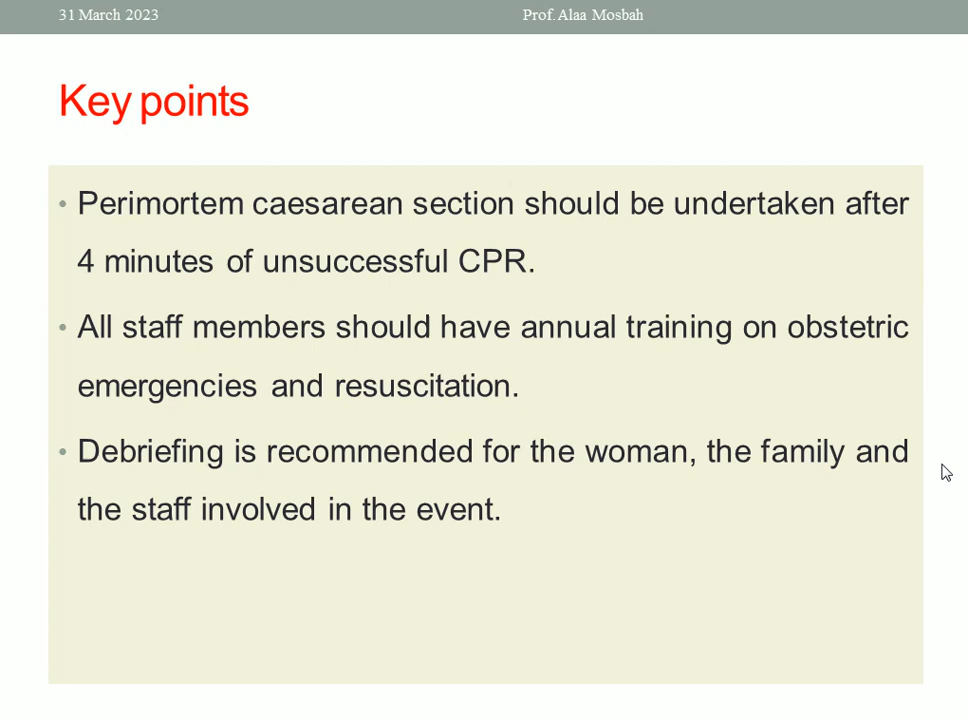 31 March 2023
Prof. Alaa Mosbah
Key points
• Perimortem caesarean section should be undertaken after
4 minutes of unsuccessful CPR.
• All staff members should have annual training on obstetric
emergencies and resuscitation.
• Debriefing is recommended for the woman, the family and
the staff involved in the event.